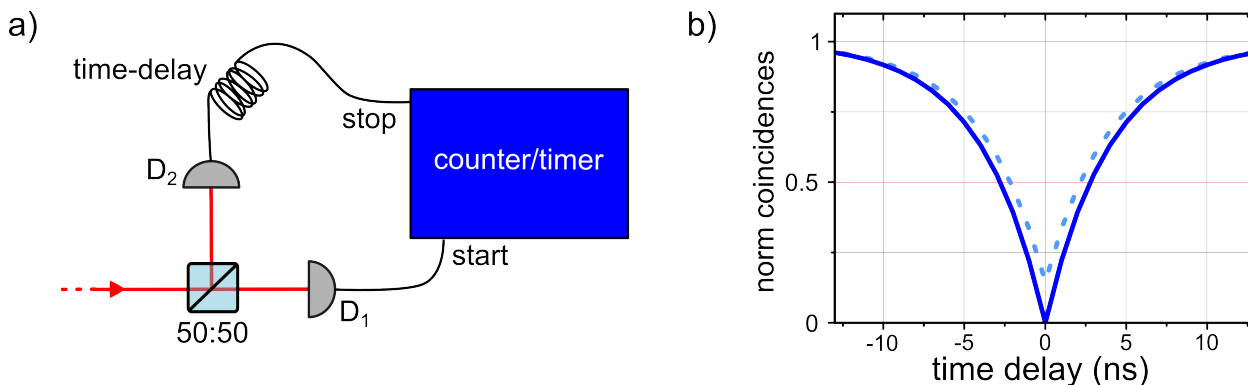 a)
time-delay
stop
D₂
counter/timer
start
D₁
50:50
b)
norm coincidences
1
0.5
0
-10
-5
0
5
10
time delay (ns)